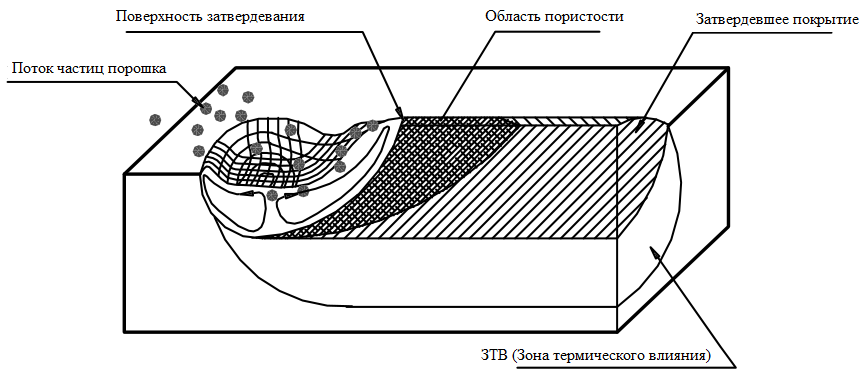 Поверхность затвердевания
Область пористости
Затвердевшее покрытие
Поток частиц порошка
ЗТВ (Зона термического влияния)